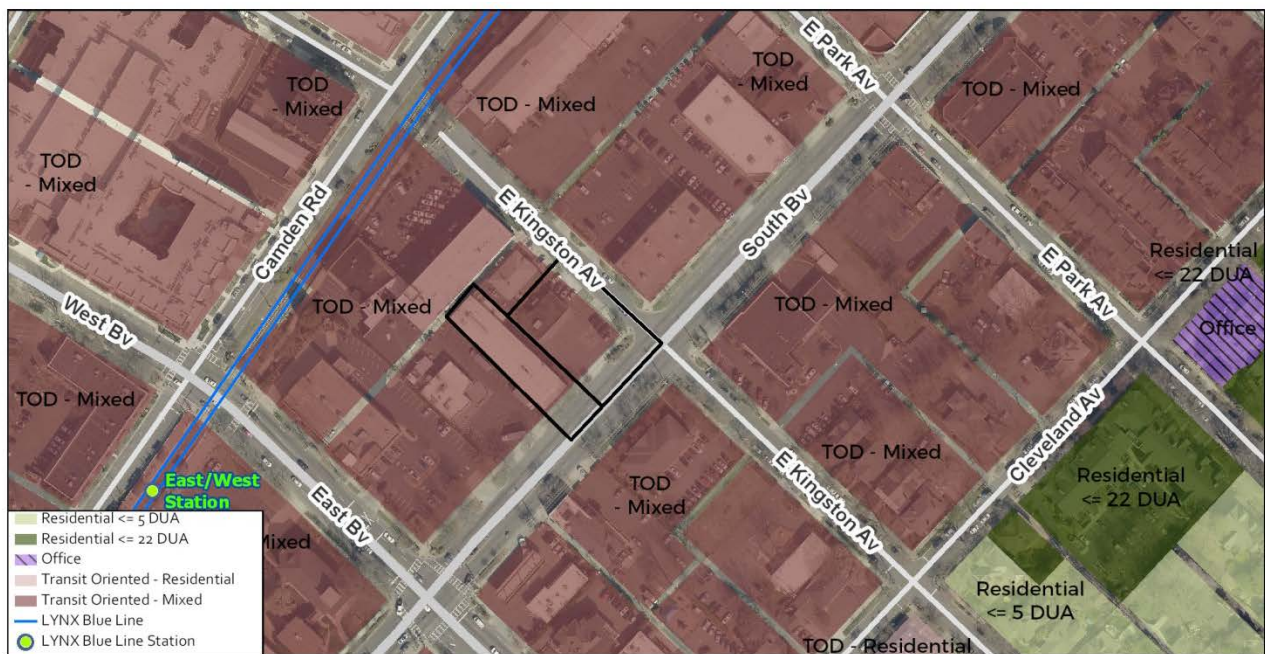 E Park Av
TOD
- Mixed
TOD - Mixed
TOD
- Mixed
TOD - Mixed
TOD
- Mixed
E Kingston Av
South Bv
Camden Rd
E Park Av
Residential
<= 22 DUA
West Bv
TOD - Mixed
TOD - Mixed
Office
TOD - Mixed
Cleveland Av
TOD - Mixed
Residential
<= 22 DUA
E Kingston Av
TOD
- Mixed
East/West
Station
East Bv
Mixed
Residential
<= 5 DUA
TOD - Residential
Residential <= 5 DUA
Residential <= 22 DUA
Office
Transit Oriented - Residential
Transit Oriented - Mixed
LYNX Blue Line
LYNX Blue Line Station